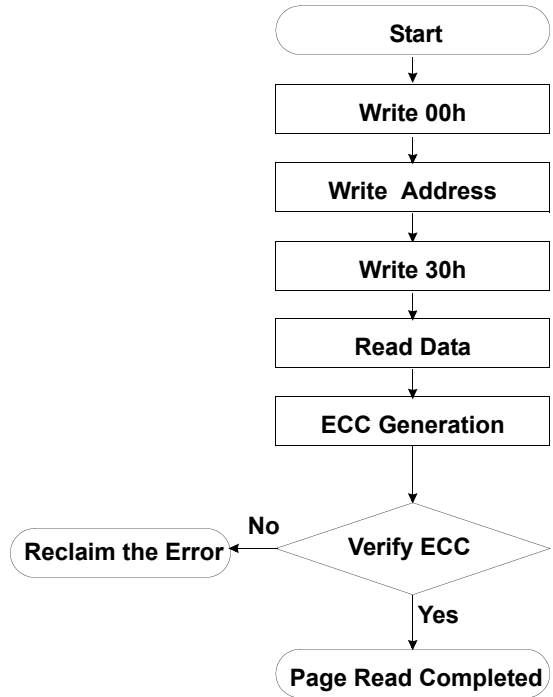 Start
Write 00h
Write Address
Write 30h
Read Data
ECC Generation
No
Reclaim the Error
Verify ECC
Yes
Page Read Completed